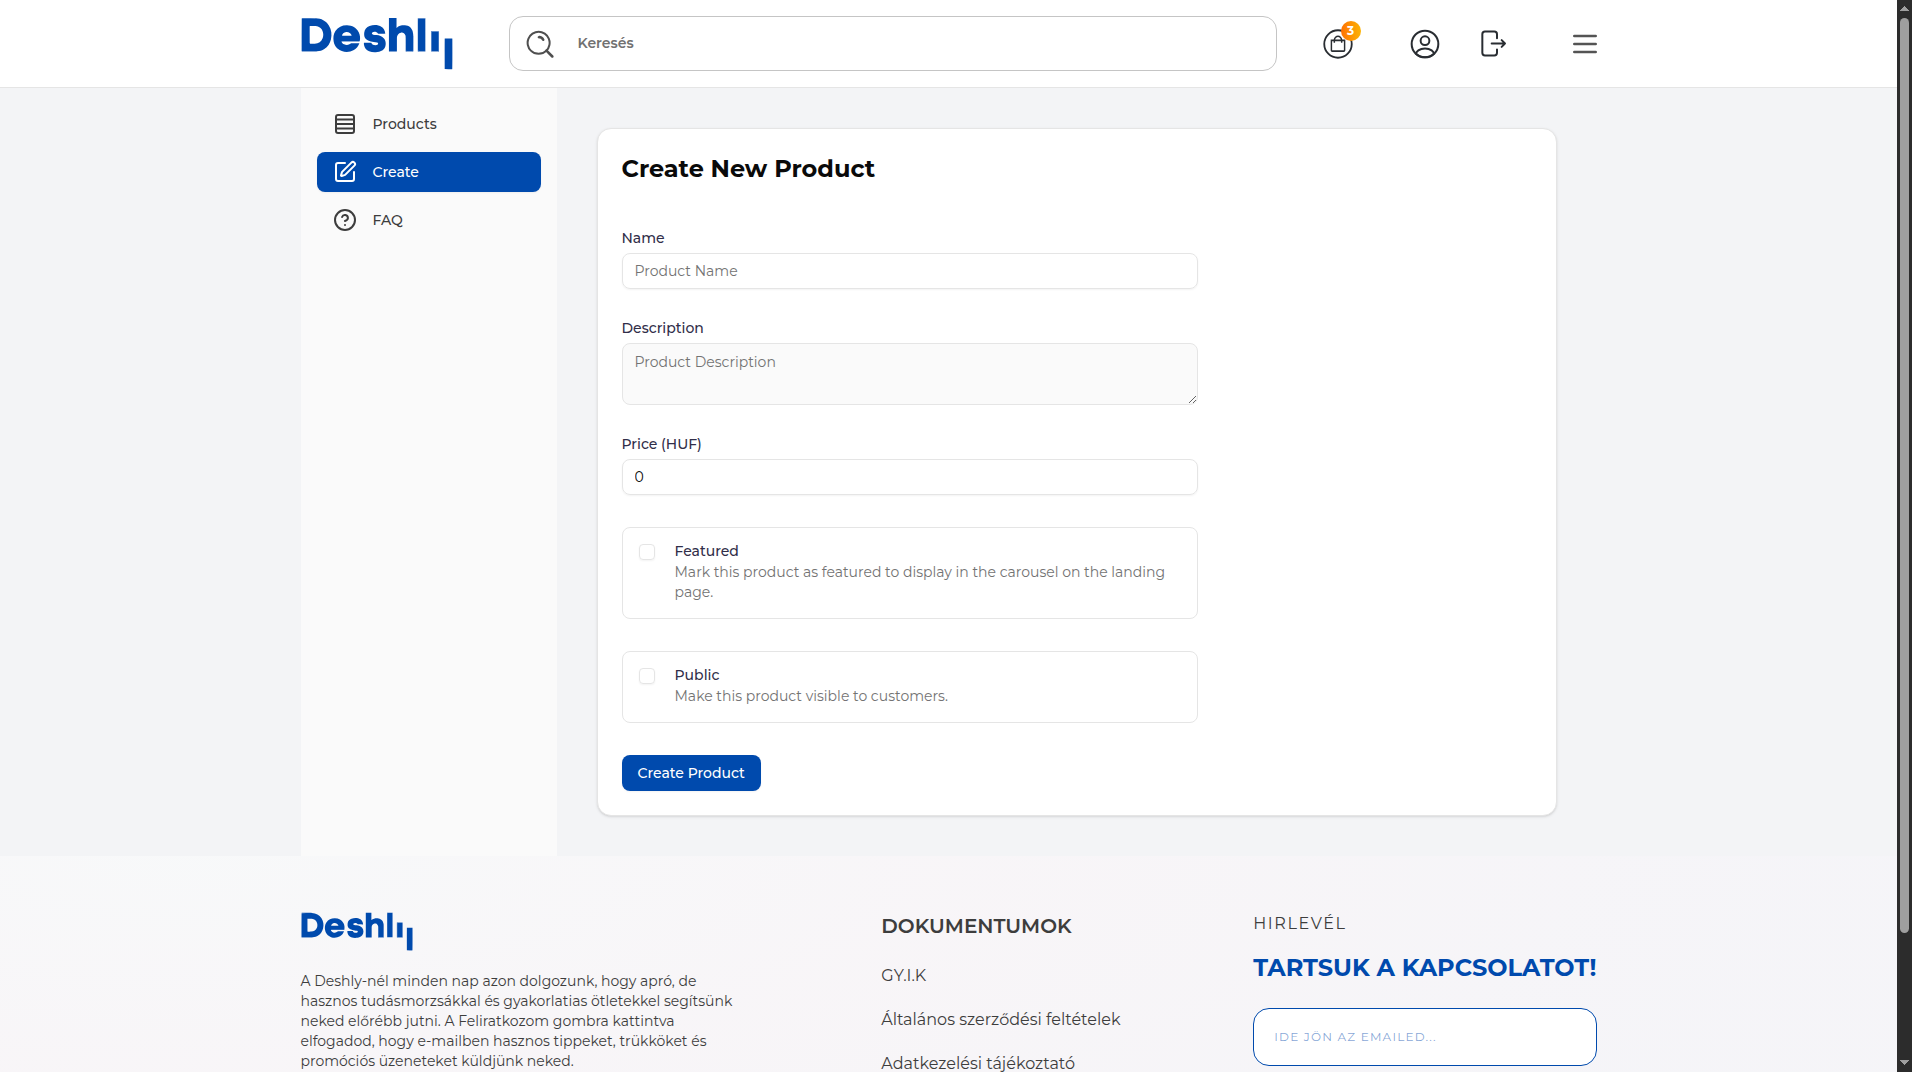 Deshly
Keresés
3
Products
Create
FAQ
Create New Product
Name
Product Name
Description
Product Description
Price (HUF)
0
Featured
Mark this product as featured to display in the carousel on the landing
page.
Public
Make this product visible to customers.
Create Product
Deshly
A Deshly-nél minden nap azon dolgozunk, hogy apró, de
hasznos tudásmorzsákkal és gyakorlatias ötletekkel segítsünk
neked előrébb jutni. A Feliratkozom gombra kattintva
elfogadod, hogy e-mailben hasznos tippeket, trükköket és
promóciós üzeneteket küldjünk neked.
DOKUMENTUMOK
GY.I.K
Általános szerződési feltételek
Adatkezelési tájékoztató
HIRLEVÉL
TARTSUK A KAPCSOLATOT!
IDE JÖN AZ EMAILED...